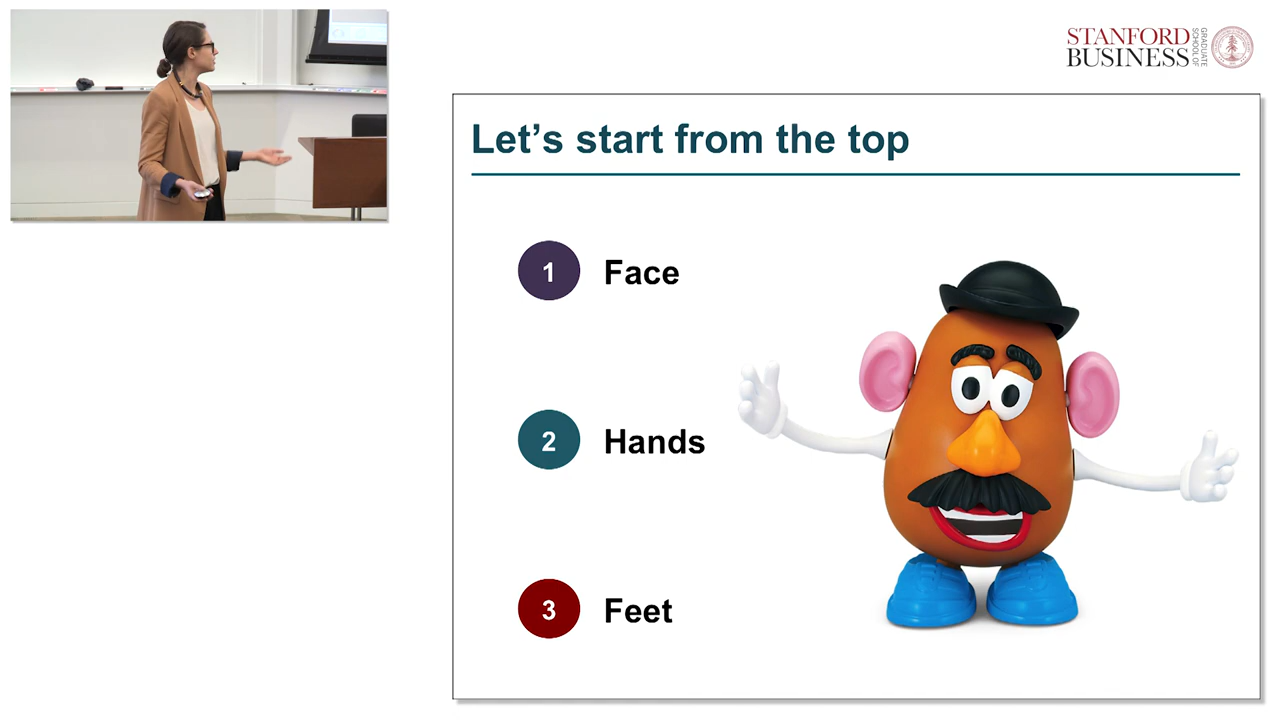 STANFORD
BUSINESS
GRADUATE
SCHOOL OF
Let’s start from the top
1 Face
2 Hands
3 Feet